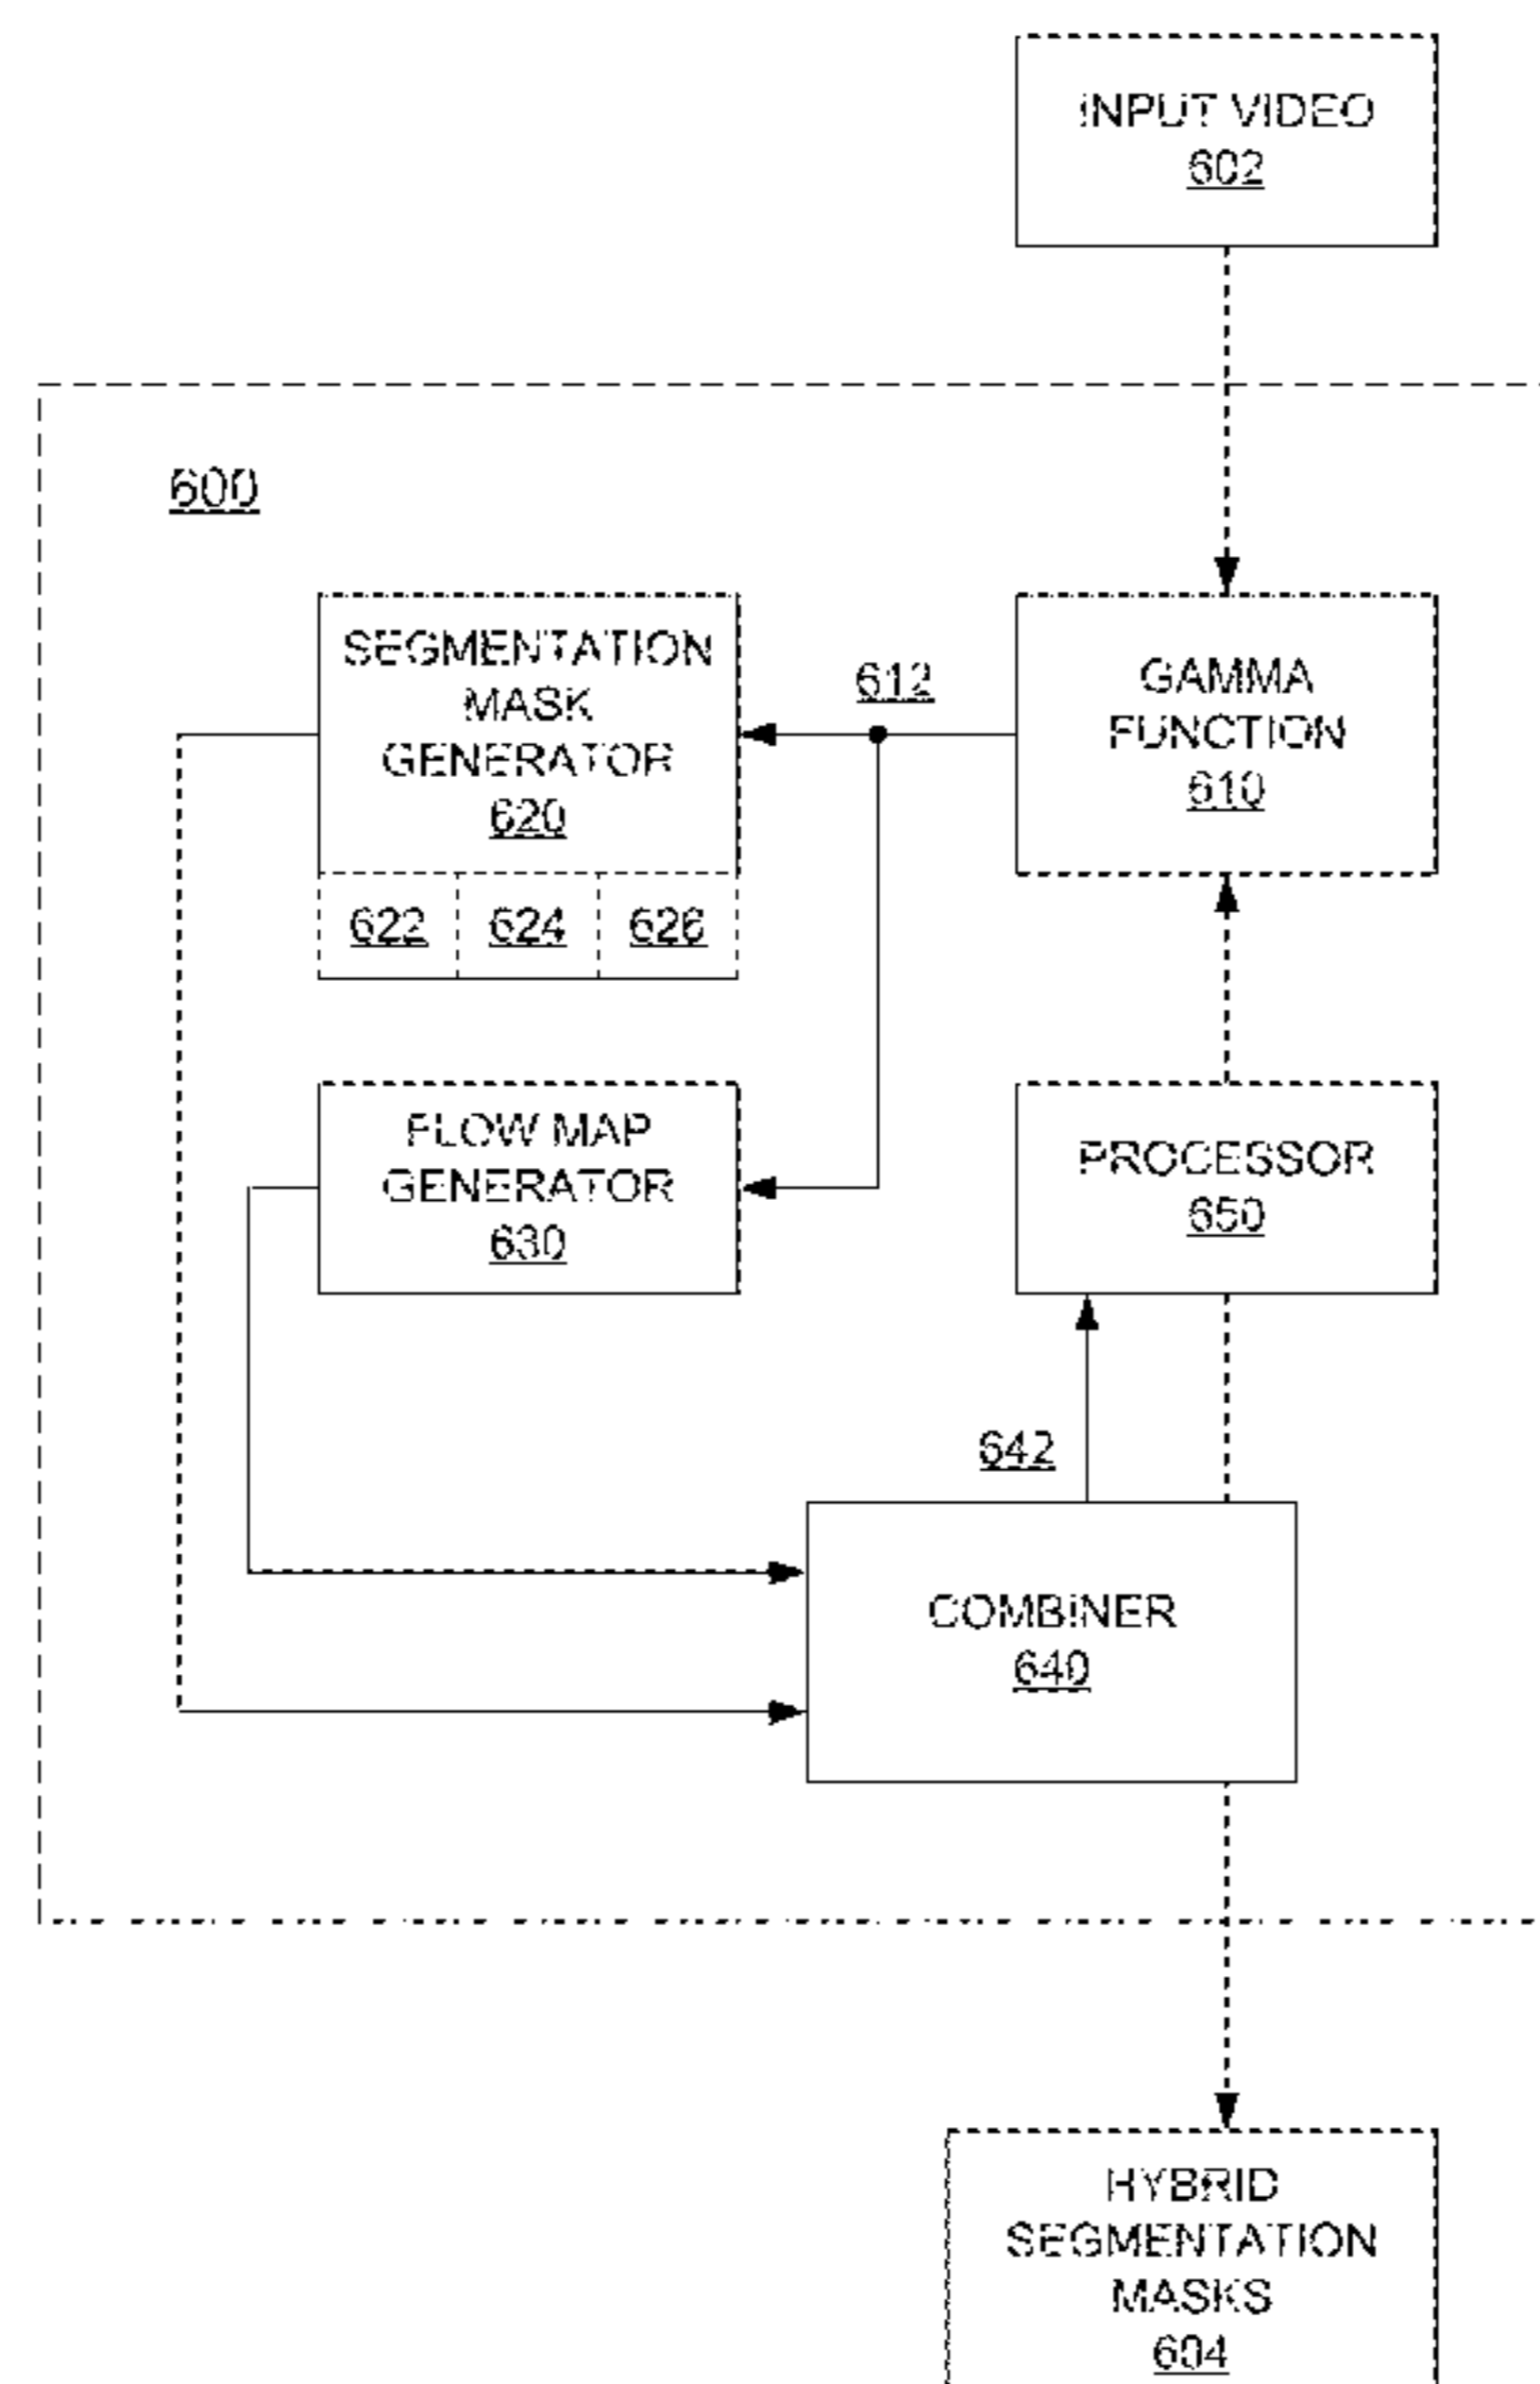 INPUT VIDEO
602
600
SEGMENTATION
MASK
GENERATOR
620
622 624 626
612
GAMMA
FUNCTION
610
FLOW MAP
GENERATOR
630
PROCESSOR
650
642
COMBINER
640
HYBRID
SEGMENTATION
MASKS
604